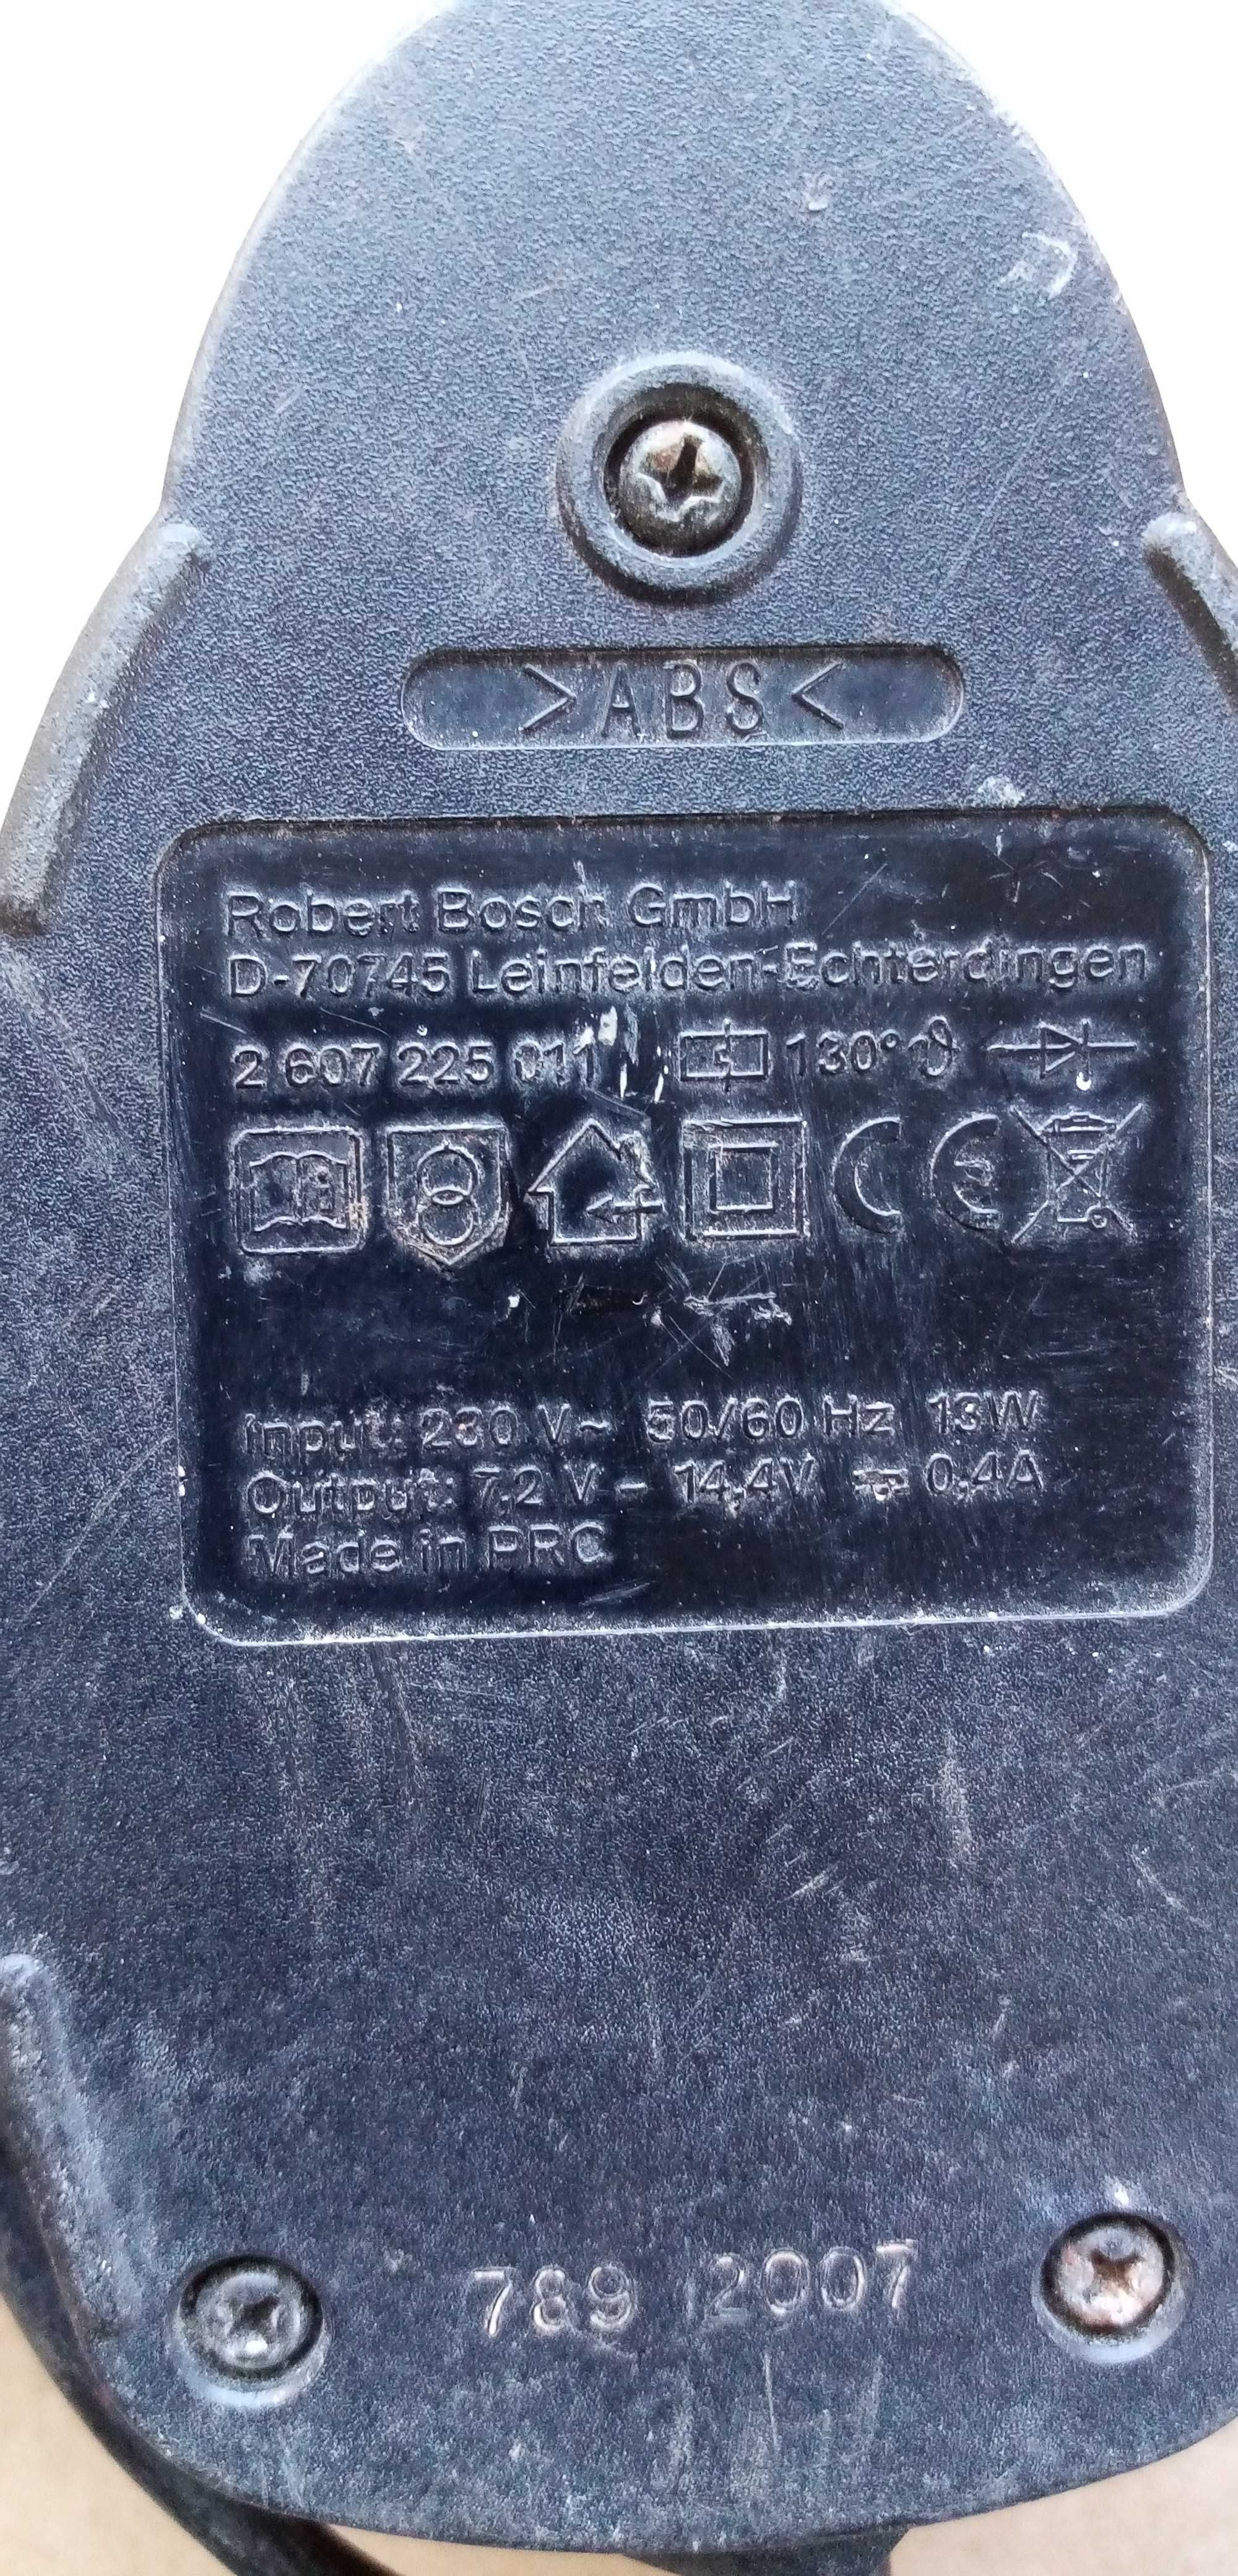 >ABS<
Robert Bosch GmbH
D-70745 Leinfelden-Echterdingen
2 607 225 011 130°
CE
Input: 230 V~ 50/60 Hz 13W
Output: 7,2 V - 14,4V ⎓ 0,4A
Made in PRC
789 2007